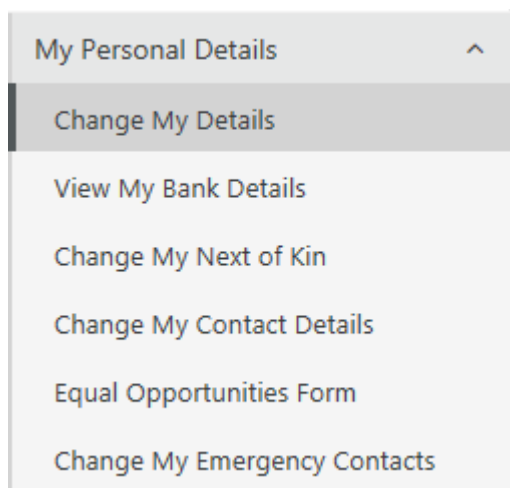 My Personal Details
Change My Details
View My Bank Details
Change My Next of Kin
Change My Contact Details
Equal Opportunities Form
Change My Emergency Contacts